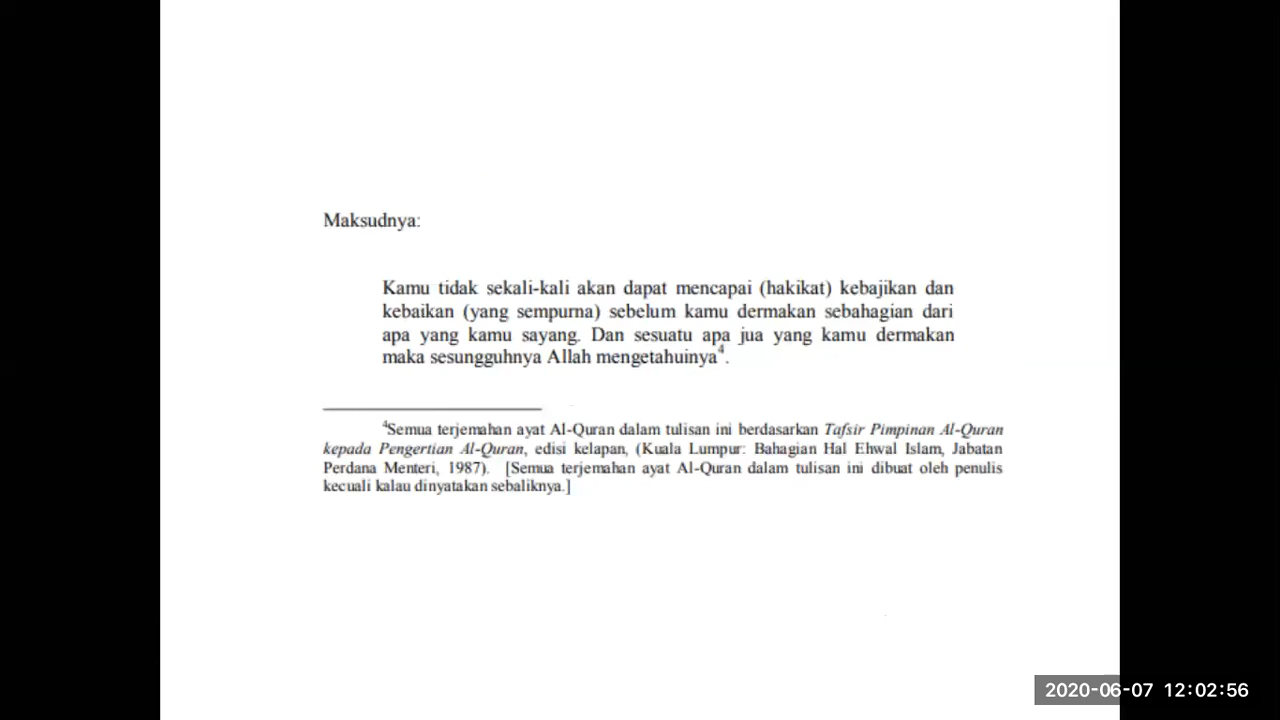 Maksudnya:
Kamu tidak sekali-kali akan dapat mencapai (hakikat) kebajikan dan
kebaikan (yang sempurna) sebelum kamu dermakan sebahagian dari
apa yang kamu sayang. Dan sesuatu apa jua yang kamu dermakan
maka sesungguhnya Allah mengetahuinya⁴.
⁴Semua terjemahan ayat Al-Quran dalam tulisan ini berdasarkan Tafsir Pimpinan Al-Quran
kepada Pengertian Al-Quran, edisi kelapan, (Kuala Lumpur: Bahagian Hal Ehwal Islam, Jabatan
Perdana Menteri, 1987). [Semua terjemahan ayat Al-Quran dalam tulisan ini dibuat oleh penulis
kecuali kalau dinyatakan sebaliknya.]
2020-06-07 12:02:56